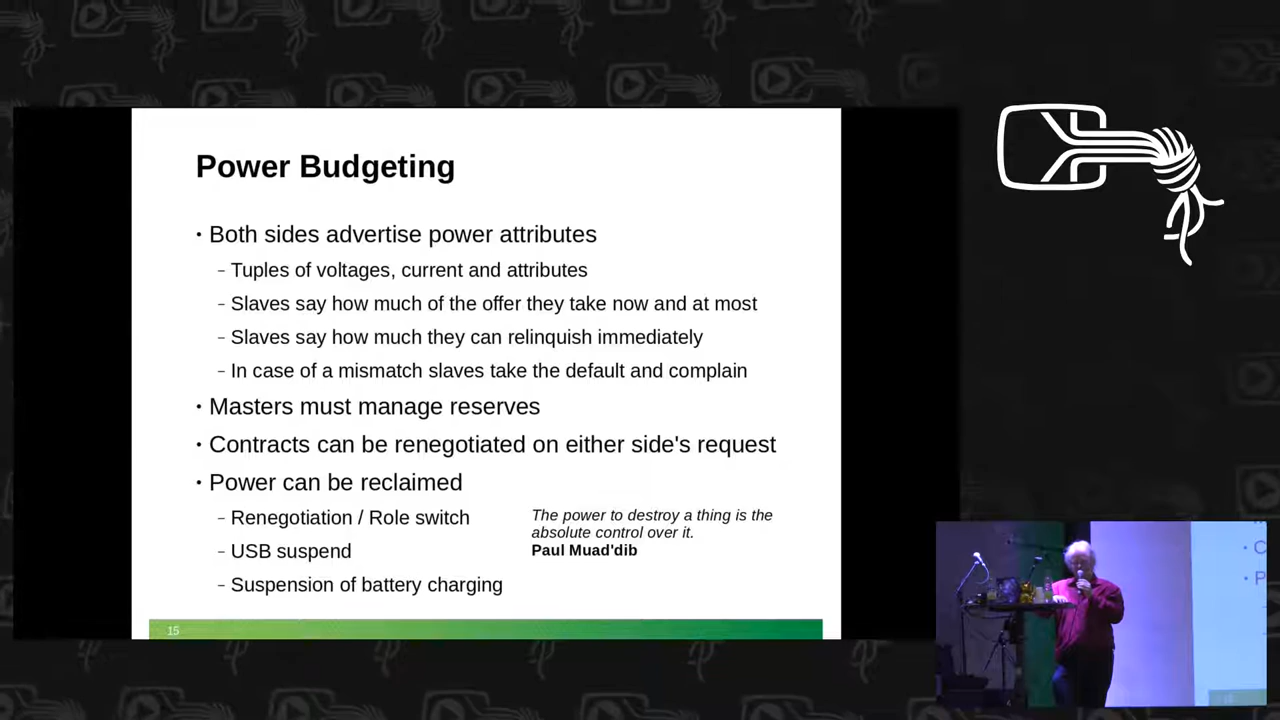 Power Budgeting
• Both sides advertise power attributes
– Tuples of voltages, current and attributes
– Slaves say how much of the offer they take now and at most
– Slaves say how much they can relinquish immediately
– In case of a mismatch slaves take the default and complain
• Masters must manage reserves
• Contracts can be renegotiated on either side's request
• Power can be reclaimed
– Renegotiation / Role switch
– USB suspend
– Suspension of battery charging
The power to destroy a thing is the
absolute control over it.
Paul Muad'dib
15
• C
• P